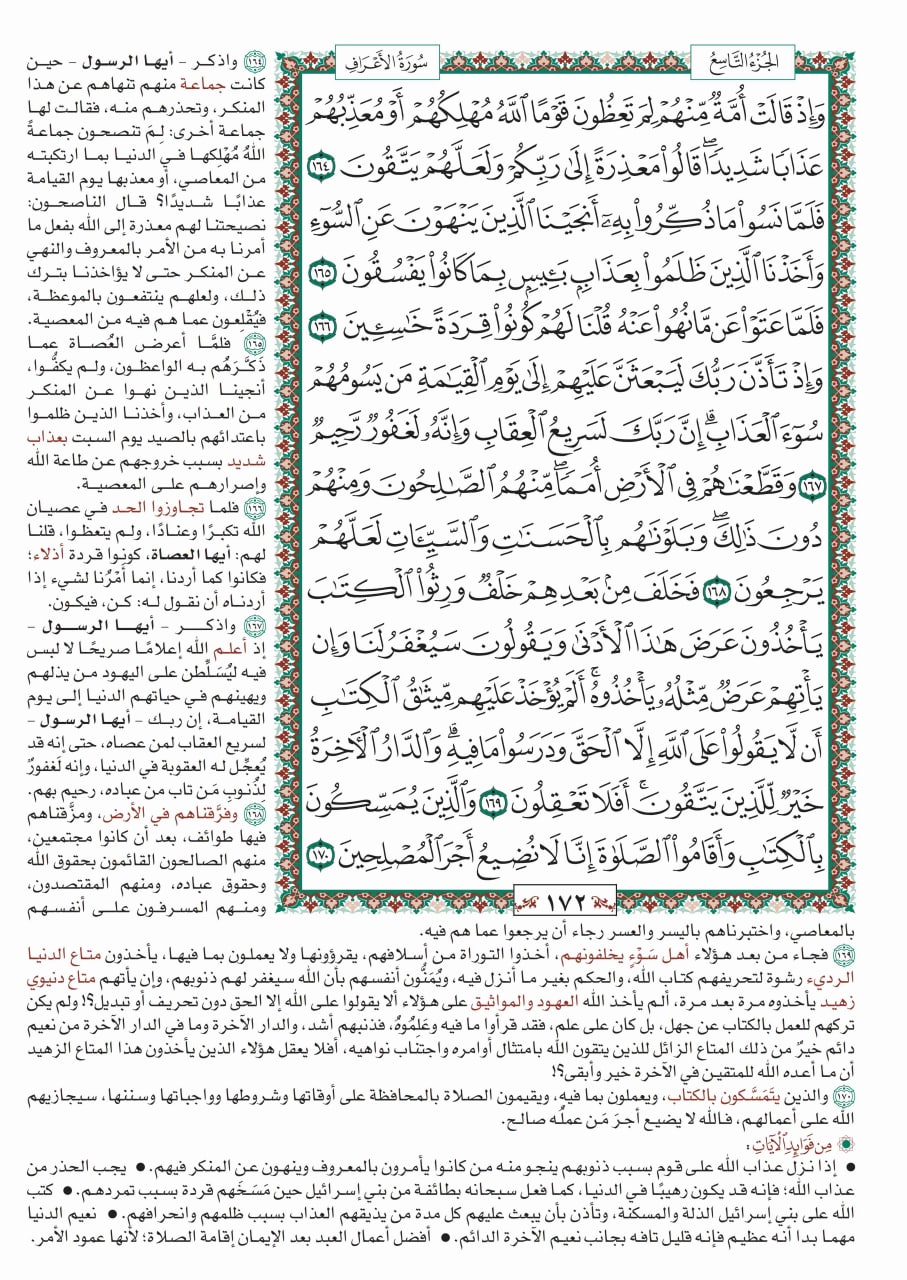 الجُزْءُ التَّاسِعُ
سُورَةُ الأَعْرَافِ
وَإِذْ قَالَتْ أُمَّةٌ مِّنْهُمْ لِمَ تَعِظُونَ قَوْمًا ٱللَّهُ مُهْلِكُهُمْ أَوْ مُعَذِّبُهُمْ
عَذَابًا شَدِيدًاۖ قَالُوا۟ مَعْذِرَةً إِلَىٰ رَبِّكُمْ وَلَعَلَّهُمْ يَتَّقُونَ ١٦٤
فَلَمَّا نَسُوا۟ مَا ذُكِّرُوا۟ بِهِۦٓ أَنجَيْنَا ٱلَّذِينَ يَنْهَوْنَ عَنِ ٱلسُّوٓءِ
وَأَخَذْنَا ٱلَّذِينَ ظَلَمُوا۟ بِعَذَابِۭ بَـِٔيسِۭ بِمَا كَانُوا۟ يَفْسُقُونَ ١٦٥
فَلَمَّا عَتَوْا۟ عَن مَّا نُهُوا۟ عَنْهُ قُلْنَا لَهُمْ كُونُوا۟ قِرَدَةً خَـٰسِـِٔينَ ١٦٦
وَإِذْ تَأَذَّنَ رَبُّكَ لَيَبْعَثَنَّ عَلَيْهِمْ إِلَىٰ يَوْمِ ٱلْقِيَـٰمَةِ مَن يَسُومُهُمْ
سُوٓءَ ٱلْعَذَابِۗ إِنَّ رَبَّكَ لَسَرِيعُ ٱلْعِقَابِ وَإِنَّهُۥ لَغَفُورٌ رَّحِيمٌ
١٦٧ وَقَطَّعْنَـٰهُمْ فِى ٱلْأَرْضِ أُمَمًاۖ مِّنْهُمُ ٱلصَّـٰلِحُونَ وَمِنْهُمْ
دُونَ ذَٰلِكَۖ وَبَلَوْنَـٰهُم بِٱلْحَسَنَـٰتِ وَٱلسَّيِّـَٔاتِ لَعَلَّهُمْ
يَرْجِعُونَ ١٦٨ فَخَلَفَ مِنۢ بَعْدِهِمْ خَلْفٌ وَرِثُوا۟ ٱلْكِتَـٰبَ
يَأْخُذُونَ عَرَضَ هَـٰذَا ٱلْأَدْنَىٰ وَيَقُولُونَ سَيُغْفَرُ لَنَا وَإِن
يَأْتِهِمْ عَرَضٌ مِّثْلُهُۥ يَأْخُذُوهُۚ أَلَمْ يُؤْخَذْ عَلَيْهِم مِّيثَـٰقُ ٱلْكِتَـٰبِ
أَن لَّا يَقُولُوا۟ عَلَى ٱللَّهِ إِلَّا ٱلْحَقَّ وَدَرَسُوا۟ مَا فِيهِۗ وَٱلدَّارُ ٱلْـَٔاخِرَةُ
خَيْرٌ لِّلَّذِينَ يَتَّقُونَۚ أَفَلَا تَعْقِلُونَ ١٦٩ وَٱلَّذِينَ يُمَسِّكُونَ
بِٱلْكِتَـٰبِ وَأَقَامُوا۟ ٱلصَّلَوٰةَ إِنَّا لَا نُضِيعُ أَجْرَ ٱلْمُصْلِحِينَ ١٧٠
١٧٢
١٦٤ واذكر - أيها الرسول - حين
كانت جماعة منهم تنهاهم عن هذا
المنكر، وتحذرهم منه، فقالت لها
جماعة أخرى: لِمَ تنصحون جماعةً
اللهُ مُهْلِكها في الدنيا بما ارتكبته
من المعاصي، أو معذبها يوم القيامة
عذابًا شديدًا؟ قال الناصحون:
نصيحتنا لهم معذرة إلى الله بفعل ما
أمرنا به من الأمر بالمعروف والنهي
عن المنكر حتى لا يؤاخذنا بترك
ذلك، ولعلهم ينتفعون بالموعظة،
فيُقْلعون عما هم فيه من المعصية.
١٦٥ فلمَّا أعرض العُصاة عما
ذَكَّرَهُم به الواعظون، ولم يكفُّوا،
أنجينا الذين نهوا عن المنكر
من العذاب، وأخذنا الذين ظلموا
باعتدائهم بالصيد يوم السبت بعذاب
شديد بسبب خروجهم عن طاعة الله
وإصرارهم على المعصية.
١٦٦ فلما تجاوزوا الحد في عصيان
الله تكبرًا وعنادًا، ولم يتعظوا، قلنا
لهم: أيها العصاة، كونوا قردة أذلاء؛
فكانوا كما أردنا، إنما أَمْرُنا لشيء إذا
أردناه أن نقول له: كن، فيكون.
١٦٧ واذكر - أيها الرسول -
إذ أعلم الله إعلامًا صريحًا لا لبس
فيه ليُسَلِّطن على اليهود من يذلهم
ويهينهم في حياتهم الدنيا إلى يوم
القيامة، إن ربك - أيها الرسول -
لسريع العقاب لمن عصاه، حتى إنه قد
يُعجِّل له العقوبة في الدنيا، وإنه لَغفورٌ
لذُنوبِ مَن تاب من عباده، رحيم بهم.
١٦٨ وفرَّقناهم في الأرض، ومزَّقناهم
فيها طوائف، بعد أن كانوا مجتمعين،
منهم الصالحون القائمون بحقوق الله
وحقوق عباده، ومنهم المقتصدون،
ومنهم المسرفون على أنفسهم
بالمعاصي، واختبرناهم باليسر والعسر رجاء أن يرجعوا عما هم فيه.
١٦٩ فجاء من بعد هؤلاء أهل سَوْءٍ يخلفونهم، أخذوا التوراة من أسلافهم، يقرؤونها ولا يعملون بما فيها، يأخذون متاع الدنيا
الرديء رشوة لتحريفهم كتاب الله، والحكم بغير ما أنزل فيه، ويُمَنُّون أنفسهم بأن الله سيغفر لهم ذنوبهم، وإن يأتهم متاع دنيوي
زهيد يأخذوه مرة بعد مرة، ألم يأخذ الله العهود والمواثيق على هؤلاء ألا يقولوا على الله إلا الحق دون تحريف أو تبديل؟! ولم يكن
تركهم للعمل بالكتاب عن جهل، بل كان على علم، فقد قرأوا ما فيه وعَلِمُوهُ، فذنبهم أشد، والدار الآخرة وما في الدار الآخرة من نعيم
دائم خيرٌ من ذلك المتاع الزائل للذين يتقون الله بامتثال أوامره واجتناب نواهيه، أفلا يعقل هؤلاء الذين يأخذون هذا المتاع الزهيد
أن ما أعده الله للمتقين في الآخرة خير وأبقى؟!
١٧٠ والذين يتَمَسَّكون بالكتاب، ويعملون بما فيه، ويقيمون الصلاة بالمحافظة على أوقاتها وشروطها وواجباتها وسننها، سيجازيهم
الله على أعمالهم، فالله لا يضيع أجرَ مَن عملُه صالح.
مِن فَوَائِدِ الْآيَاتِ:
• إذا نزل عذاب الله على قوم بسبب ذنوبهم ينجو منه من كانوا يأمرون بالمعروف وينهون عن المنكر فيهم. • يجب الحذر من
عذاب الله؛ فإنه قد يكون رهيبًا في الدنيا، كما فعل سبحانه بطائفة من بني إسرائيل حين مَسَخَهم قردة بسبب تمردهم. • كتب
الله على بني إسرائيل الذلة والمسكنة، وتأذن بأن يبعث عليهم كل مدة من يذيقهم العذاب بسبب ظلمهم وانحرافهم. • نعيم الدنيا
مهما بدا أنه عظيم فإنه قليل تافه بجانب نعيم الآخرة الدائم. • أفضل أعمال العبد بعد الإيمان إقامة الصلاة؛ لأنها عمود الأمر.